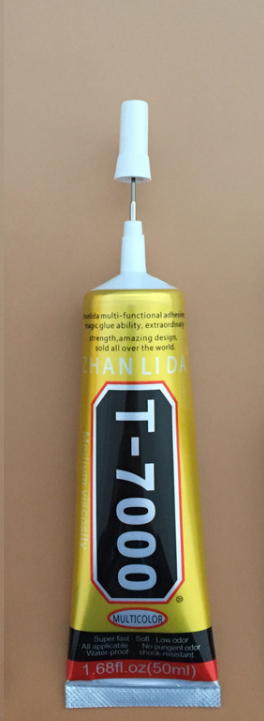 multi-functional adhesive
magic glue ability, extraordinary
strength,amazing design,
sold all over the world.
ZHANLIDA
T-7000
MULTICOLOR
Super fast Soft Low odor
All applicable No pungent odor
Water-proof shock-resistant
1.68fl.oz(50ml)